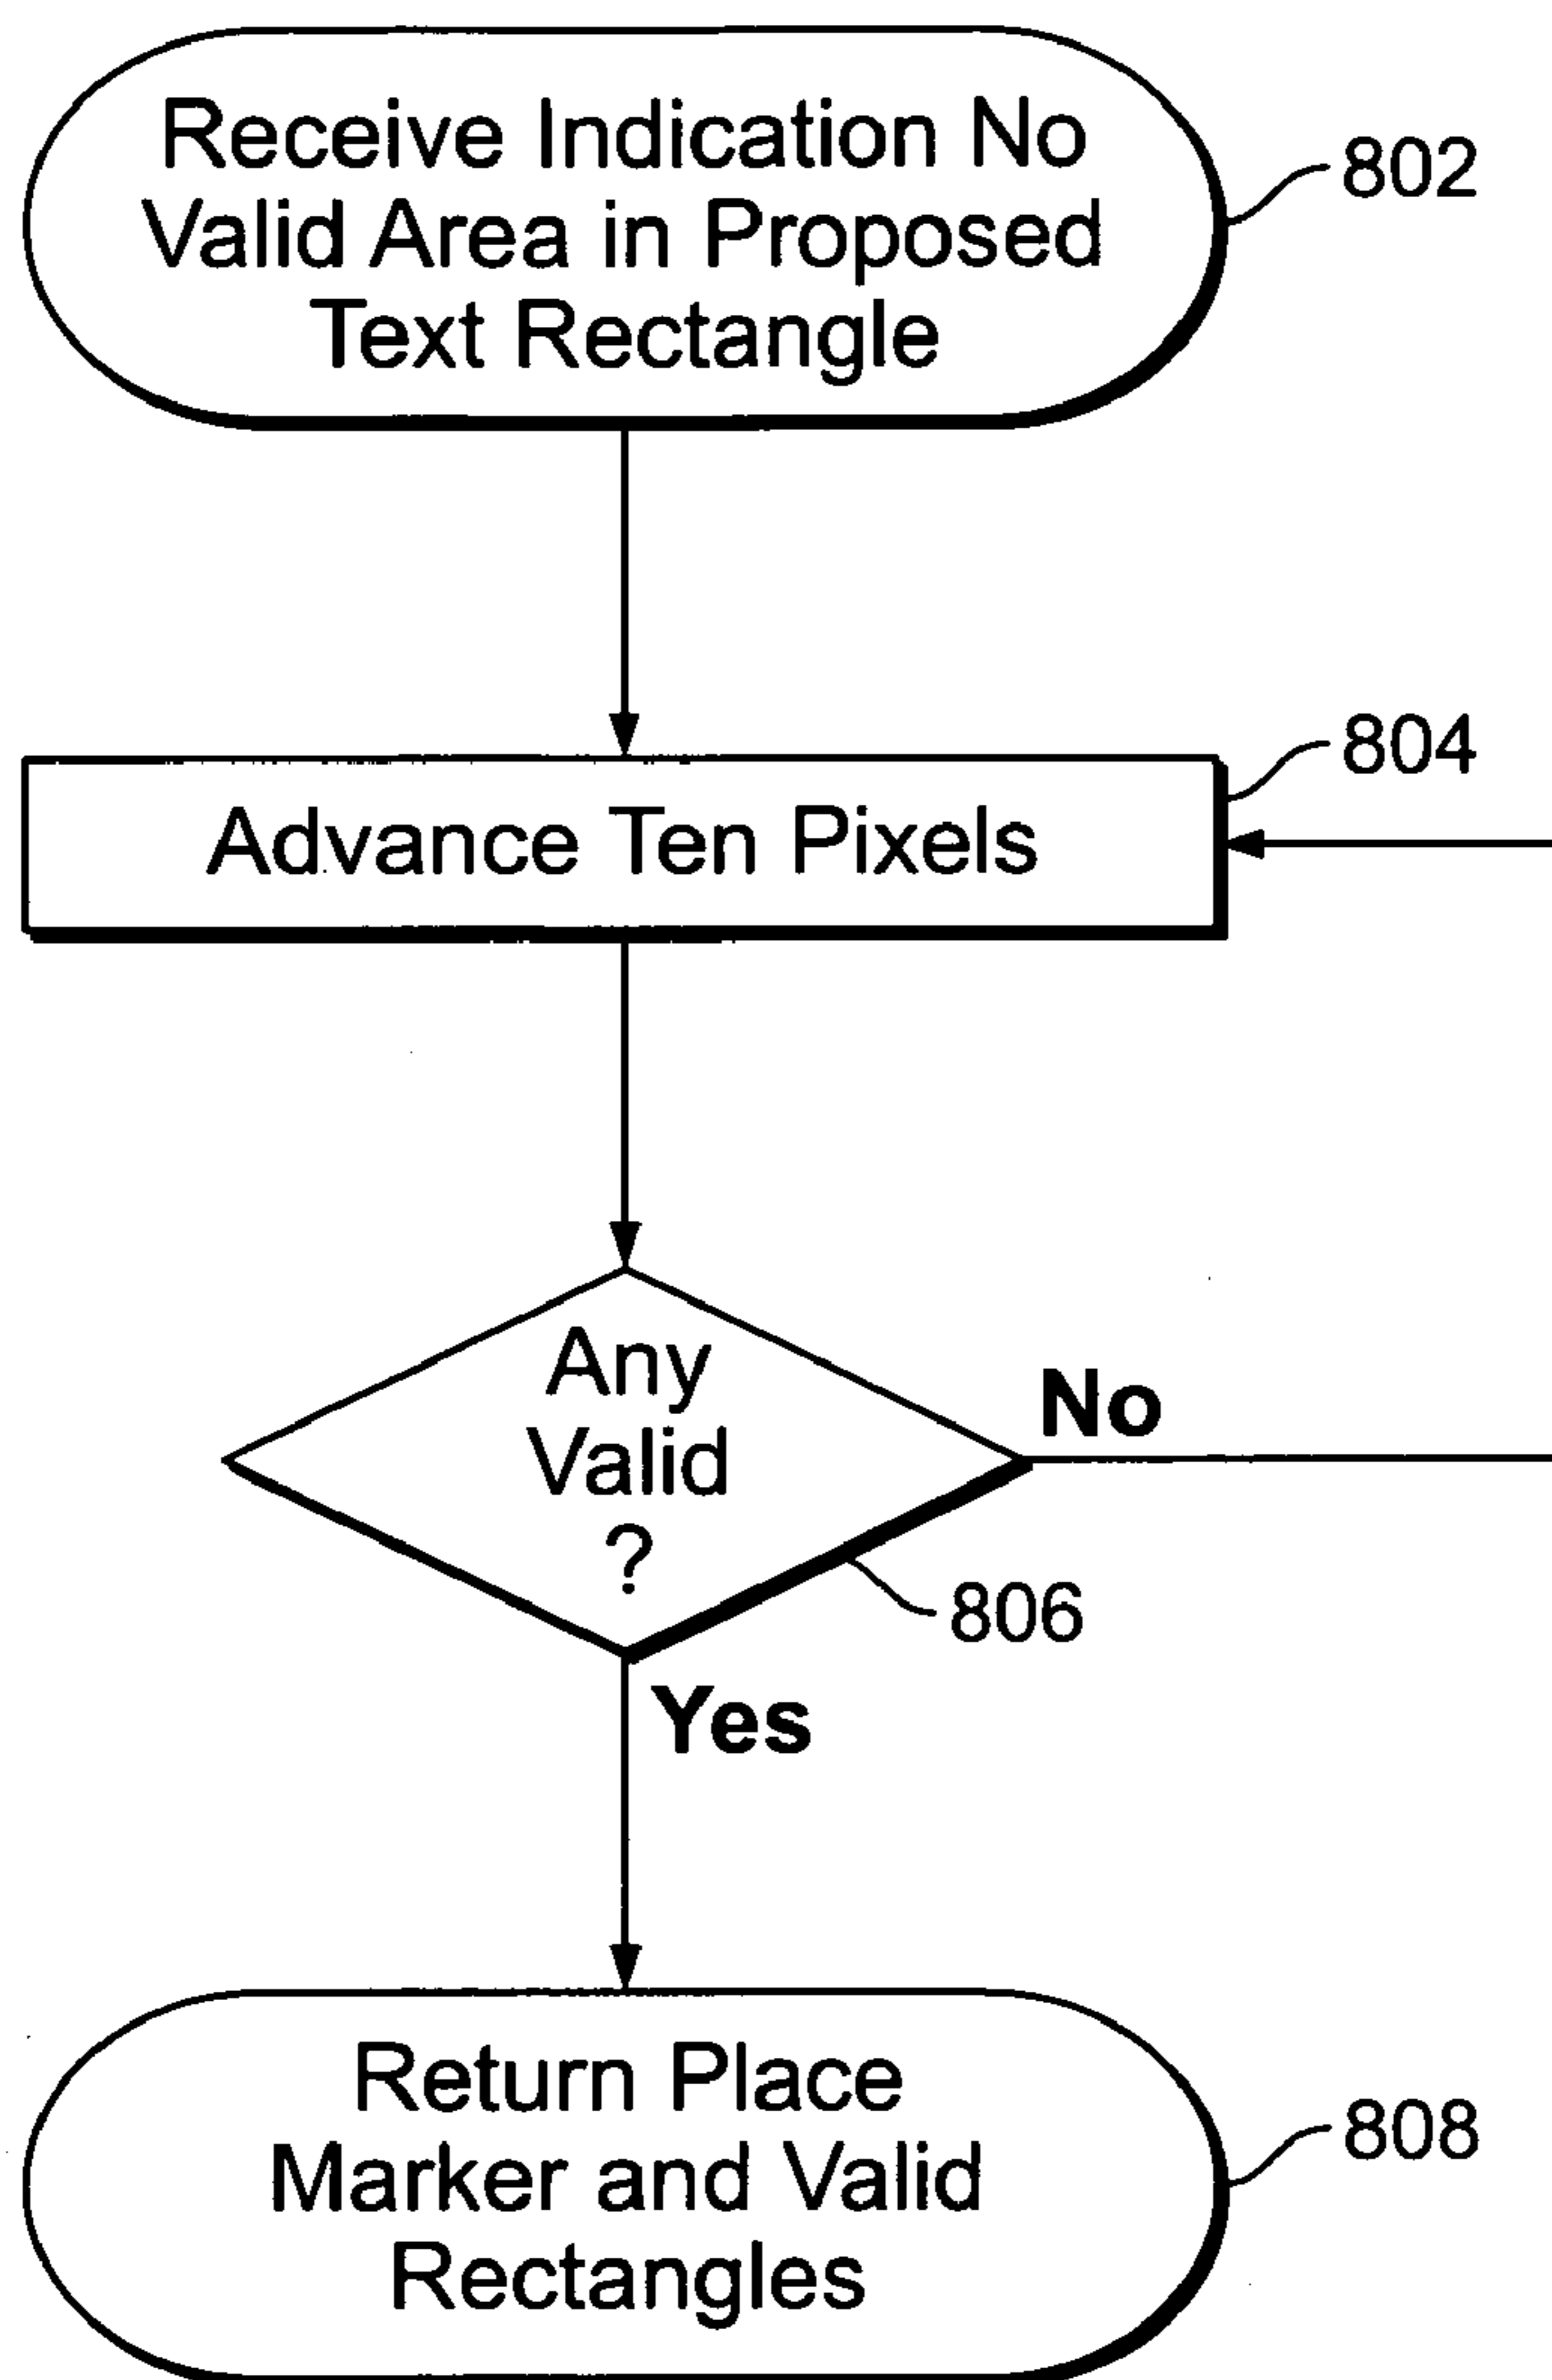 Receive Indication No
Valid Area in Proposed
Text Rectangle
802
Advance Ten Pixels
804
Any
Valid
?
No
806
Yes
Return Place
Marker and Valid
Rectangles
808